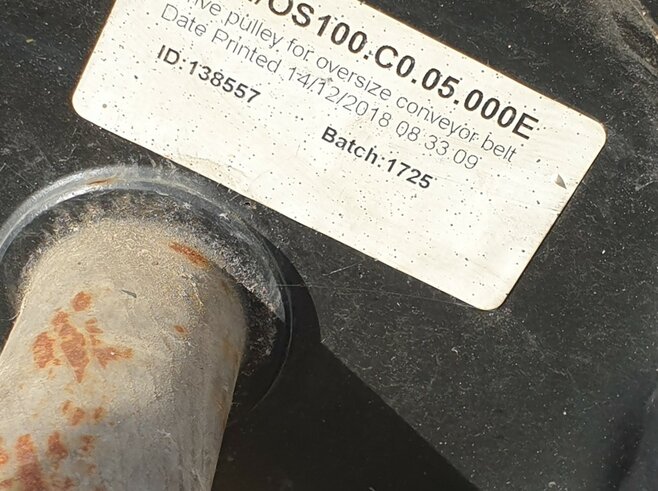 /OS100.C0.05.000E
pulley for oversize conveyor belt
Date Printed 14/12/2018 08:33:09
ID:138557 Batch:1725